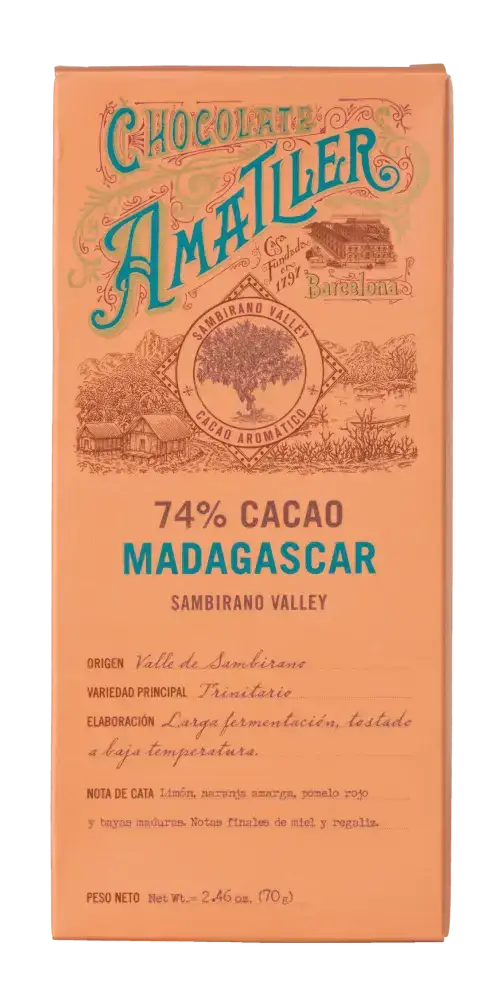 CHOCOLATE
AMATLLER
Casa Fundada
en
1797
Barcelona
SAMBIRANO VALLEY
CACAO AROMÁTICO
74% CACAO
MADAGASCAR
SAMBIRANO VALLEY
ORIGEN Valle de Sambirano
VARIEDAD PRINCIPAL Trinitario
ELABORACIÓN Larga fermentación, tostado
a baja temperatura.
NOTA DE CATA Limón, naranja amarga, pomelo rojo
y bayas maduras. Notas finales de miel y regaliz.
PESO NETO Net Wt.= 2.46 oz. (70g)